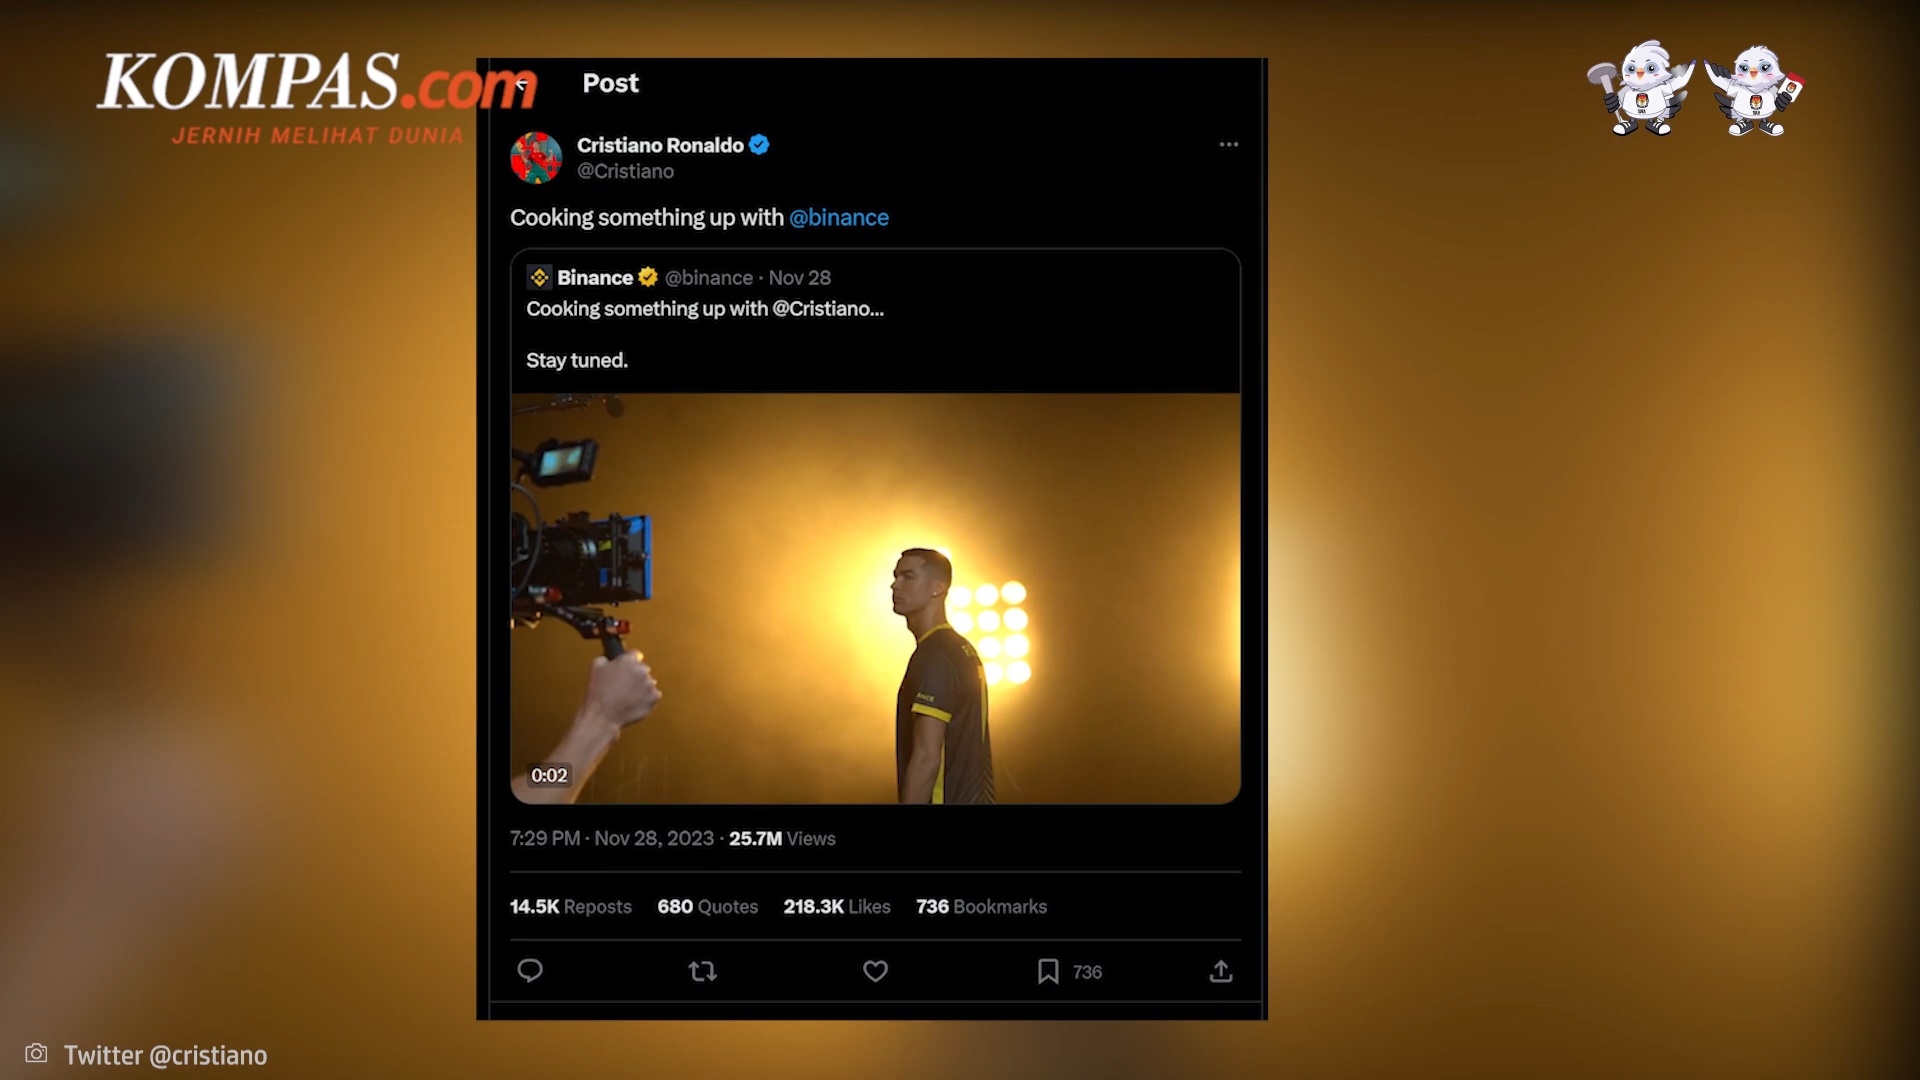 KOMPAS.com
JERNIH MELIHAT DUNIA
Post
Cristiano Ronaldo
@Cristiano
Cooking something up with @binance
Binance @binance · Nov 28
Cooking something up with @Cristiano...
Stay tuned.
ANCE
0:02
7:29 PM · Nov 28, 2023 · 25.7M Views
14.5K Reposts 680 Quotes 218.3K Likes 736 Bookmarks
736
Twitter @cristiano